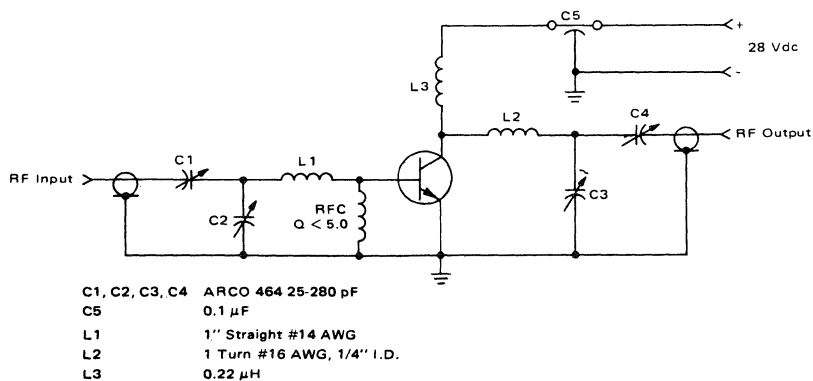 C5
+
28 Vdc
-
L3
L2
C4
RF Output
C1
L1
RF Input
C2
RFC
Q < 5.0
C3
C1, C2, C3, C4 ARCO 464 25-280 pF
C5 0.1 µF
L1 1" Straight #14 AWG
L2 1 Turn #16 AWG, 1/4" I.D.
L3 0.22 µH